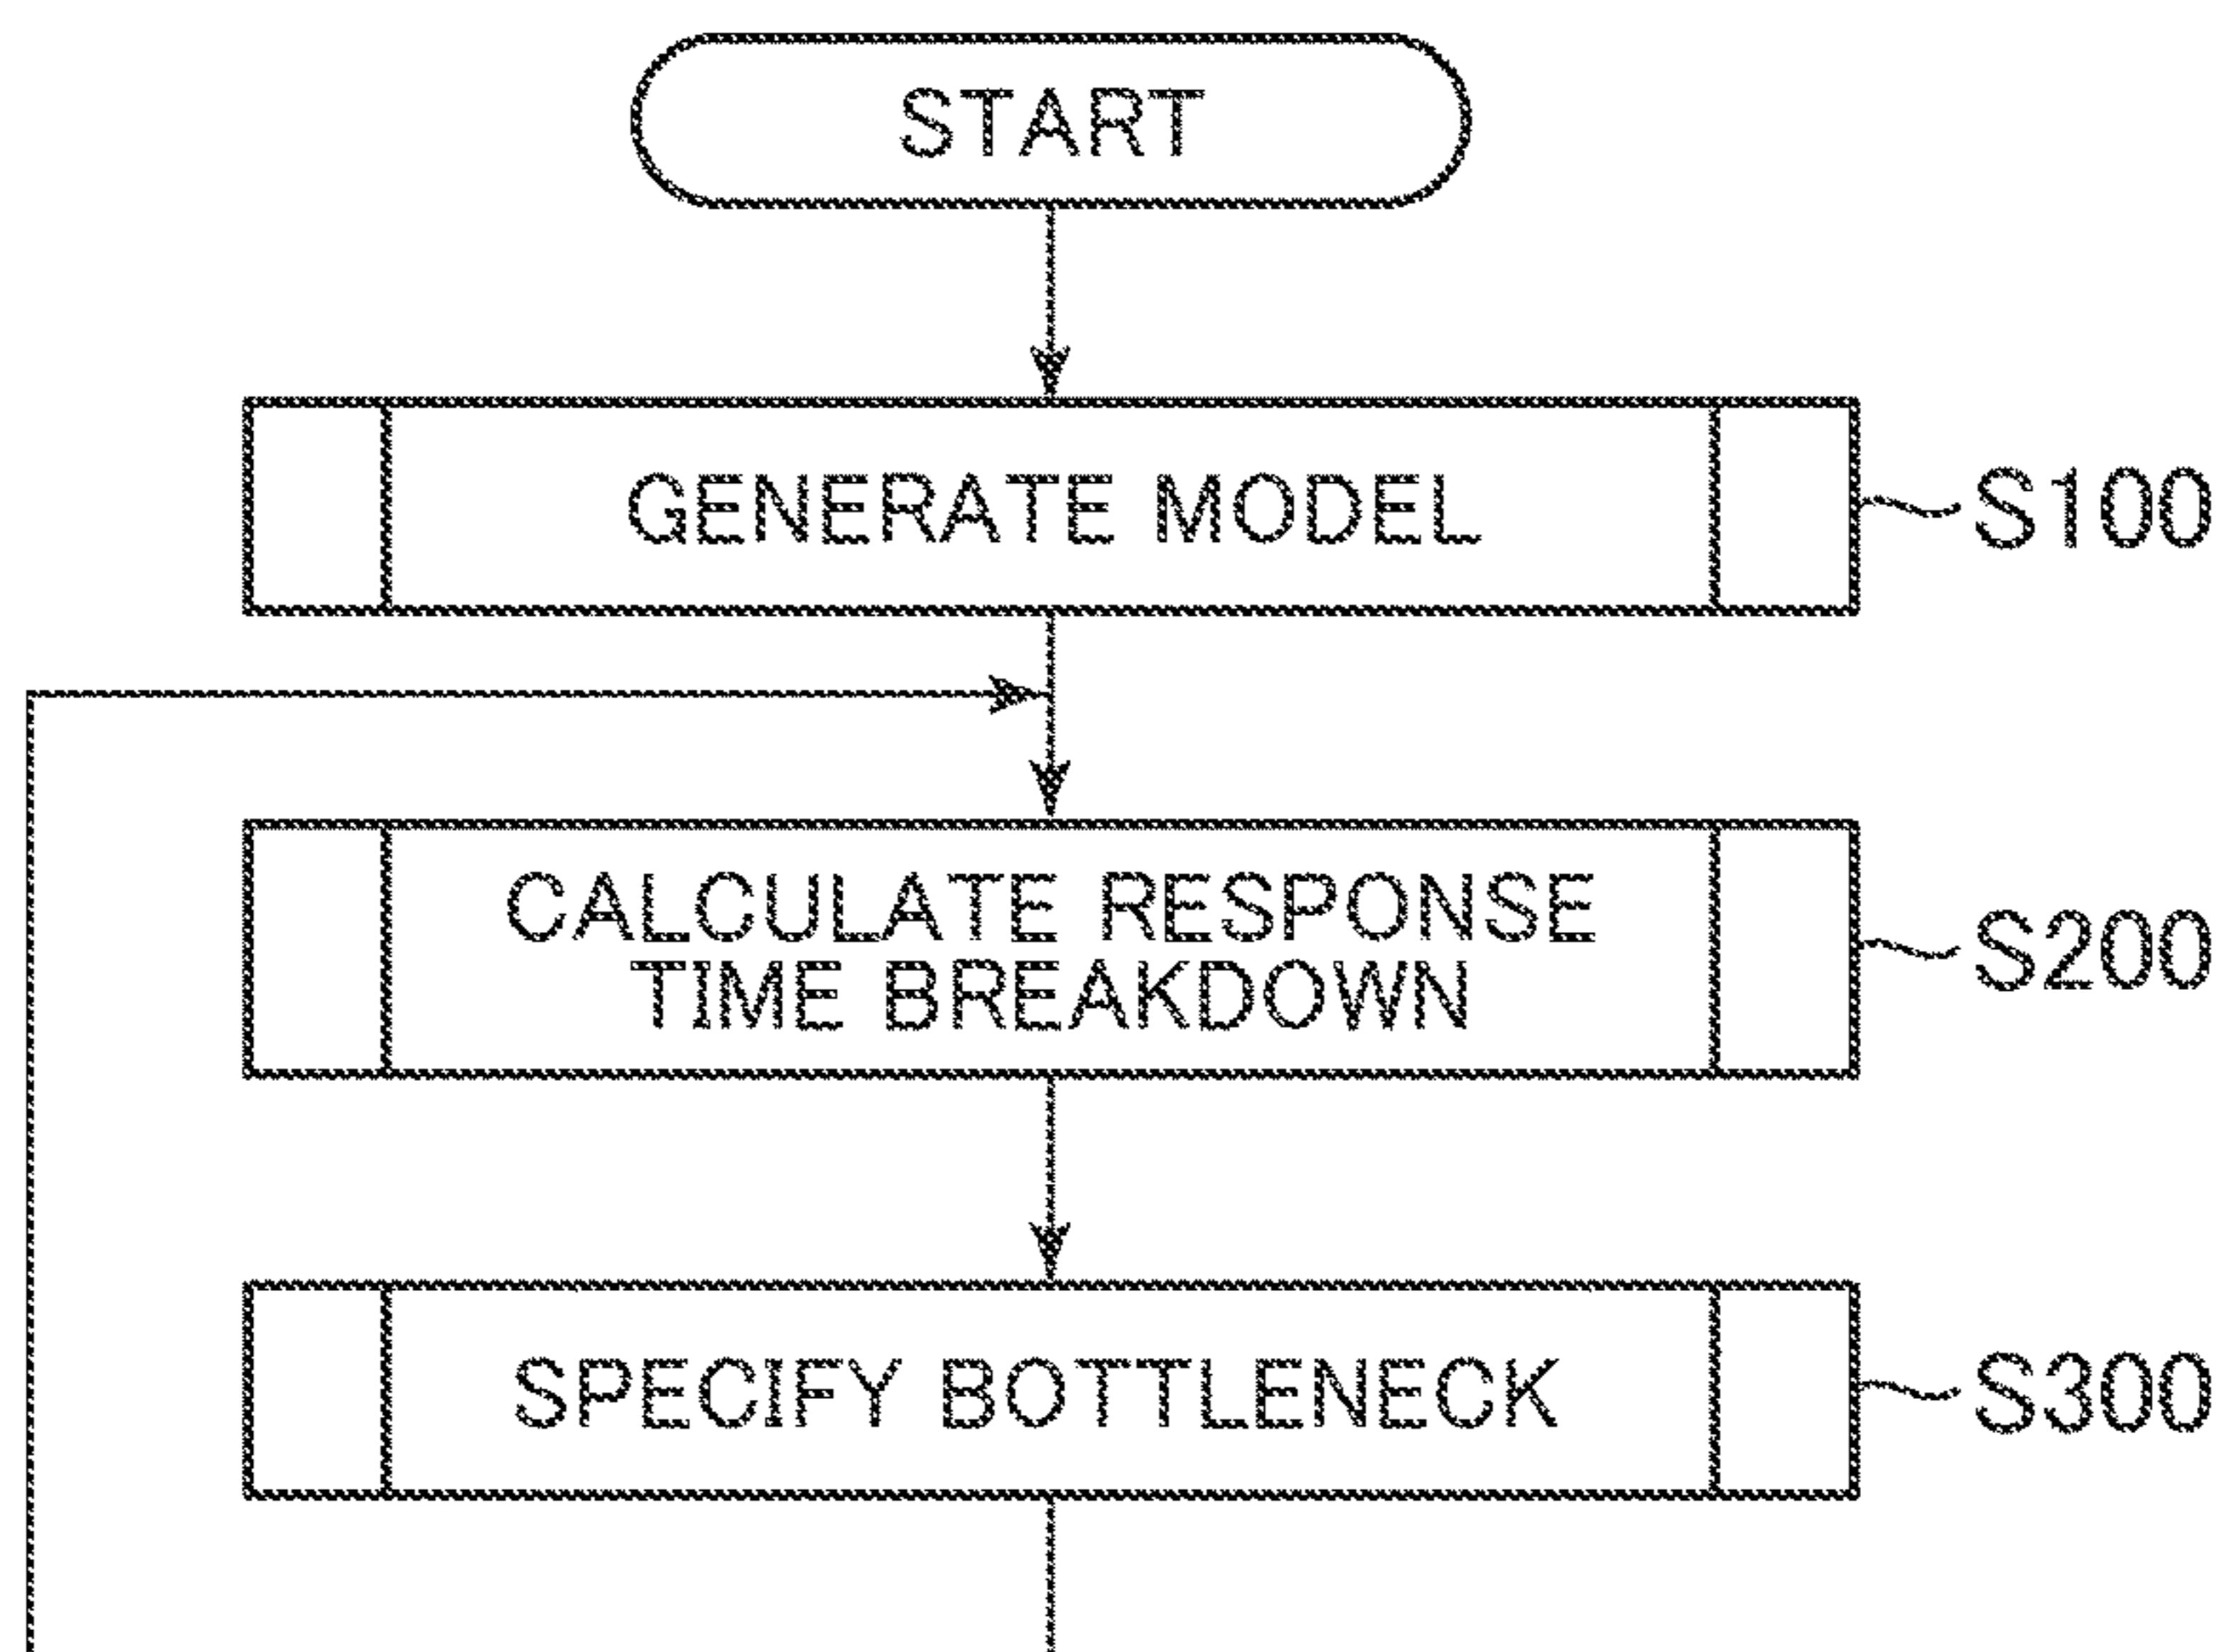 START
GENERATE MODEL
S100
CALCULATE RESPONSE
TIME BREAKDOWN
S200
SPECIFY BOTTLENECK
S300